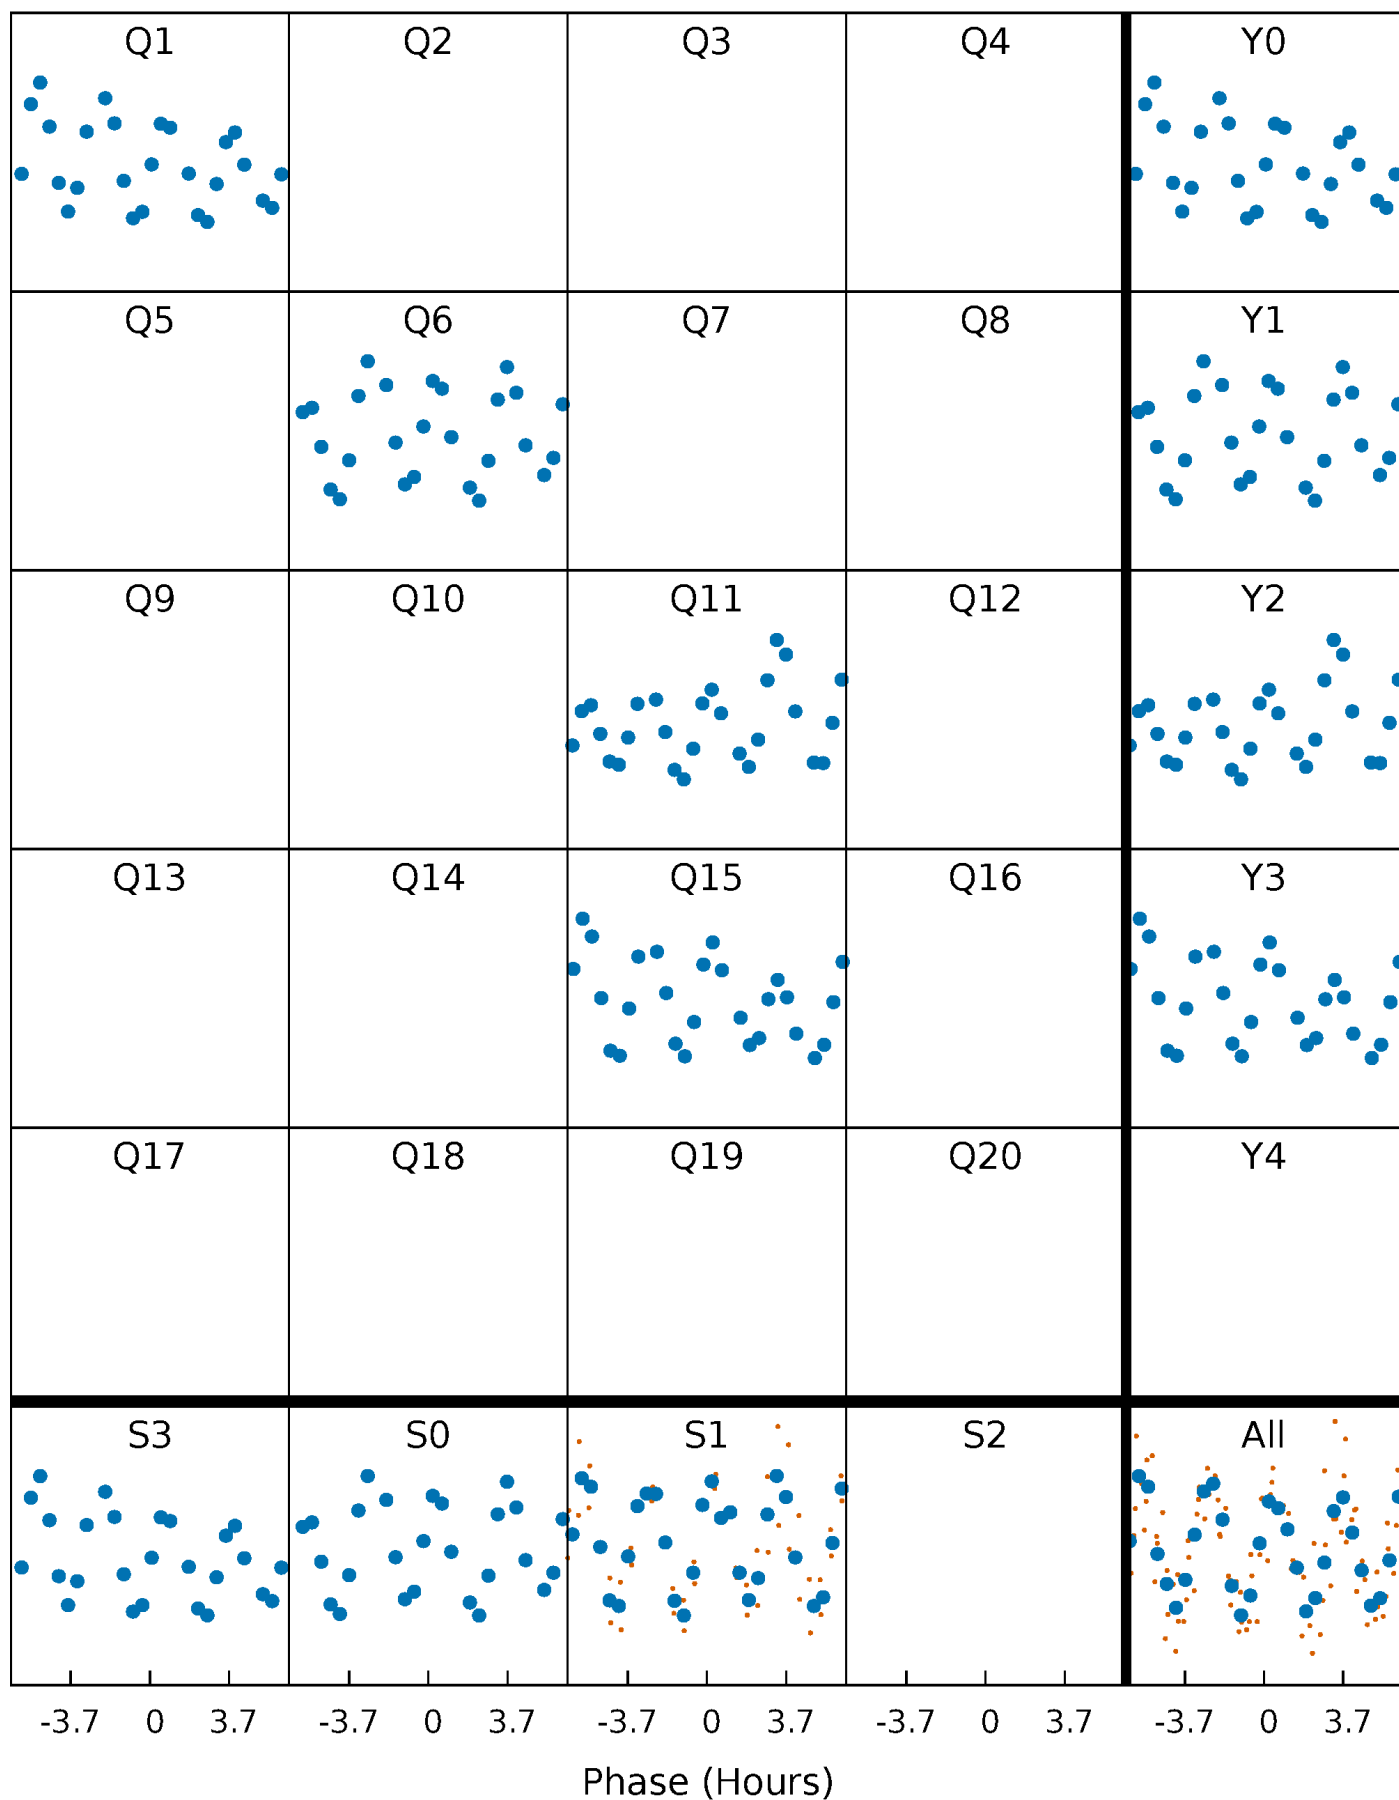 Q1 Q2 Q3 Q4 Y0
Q5 Q6 Q7 Q8 Y1
Q9 Q10 Q11 Q12 Y2
Q13 Q14 Q15 Q16 Y3
Q17 Q18 Q19 Q20 Y4
S3 S0 S1 S2 All
-3.7 0 3.7 -3.7 0 3.7 -3.7 0 3.7 -3.7 0 3.7 -3.7 0 3.7
Phase (Hours)